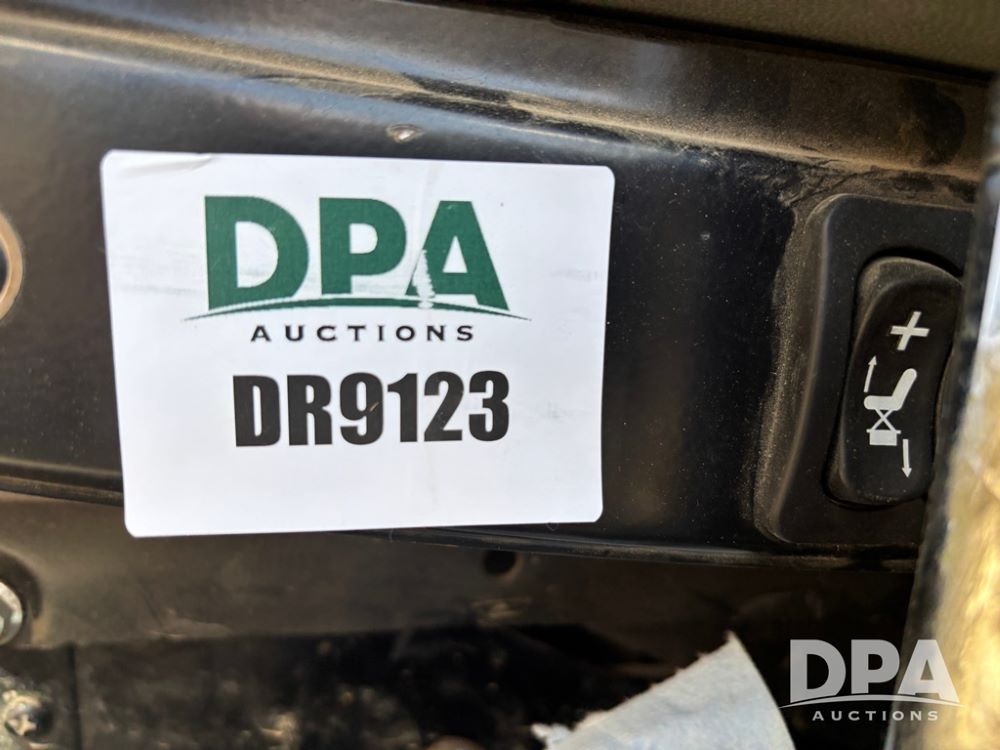 DPA
AUCTIONS
DR9123
+
DPA
AUCTIONS